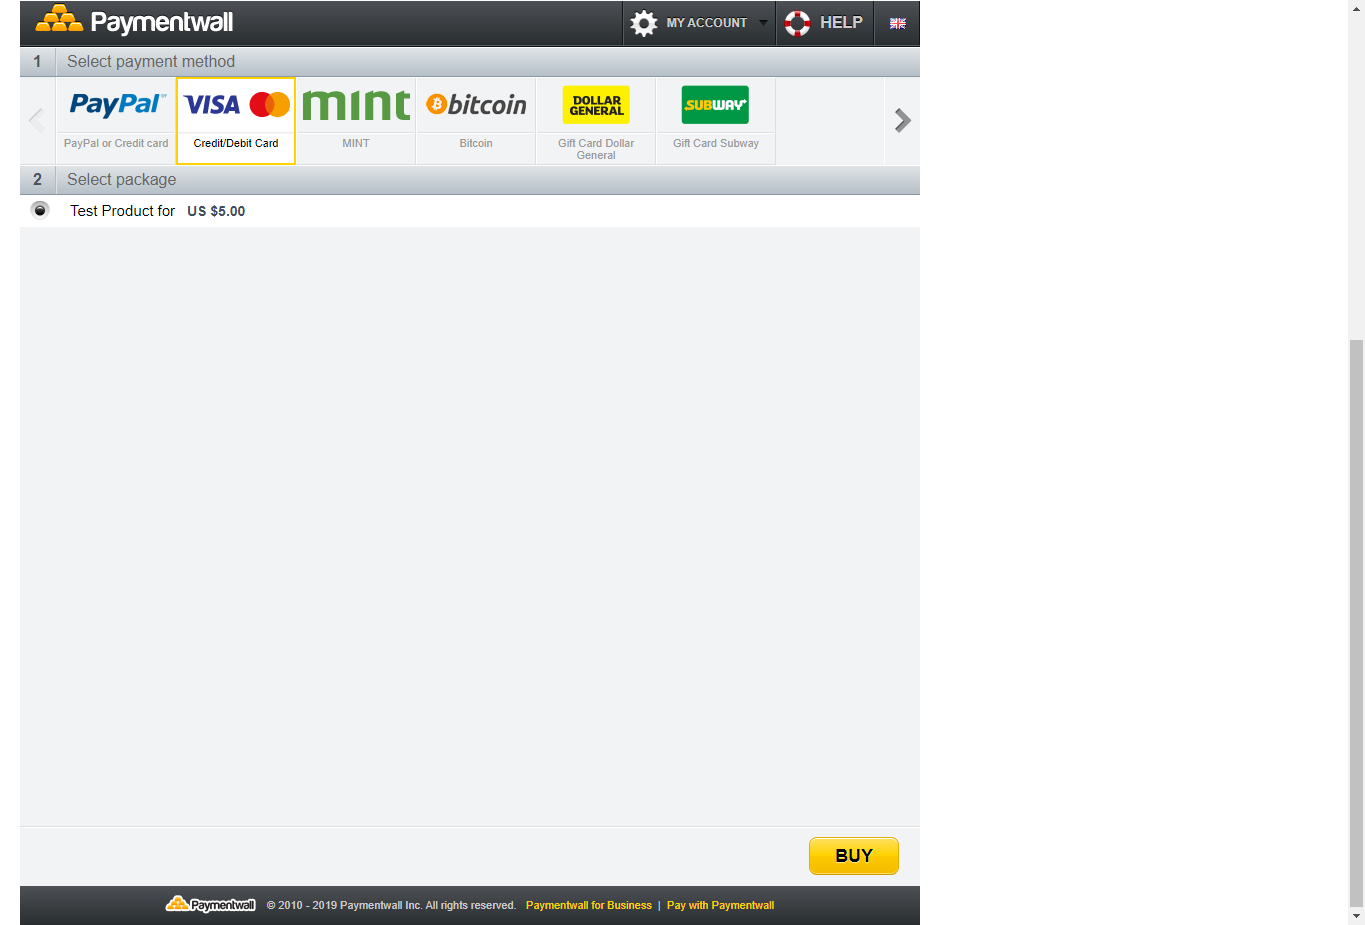 Paymentwall
MY ACCOUNT
HELP
1 Select payment method
PayPal™
VISA
mint
bitcoin
DOLLAR
GENERAL
SUBWAY
PayPal or Credit card
Credit/Debit Card
MINT
Bitcoin
Gift Card Dollar
General
Gift Card Subway
2 Select package
Test Product for US $5.00
BUY
Paymentwall © 2010 - 2019 Paymentwall Inc. All rights reserved. Paymentwall for Business | Pay with Paymentwall